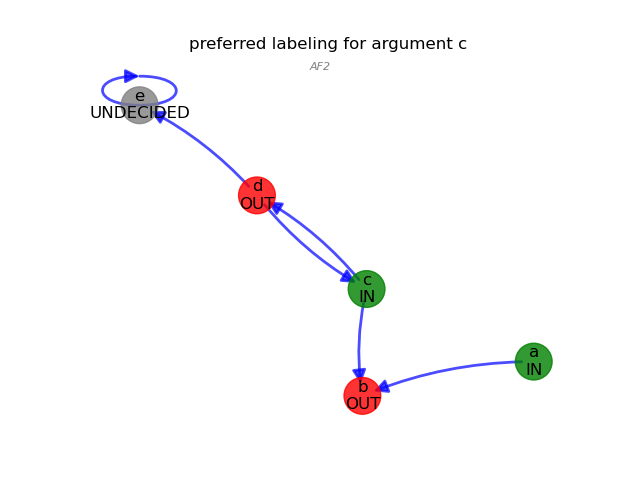 preferred labeling for argument c
AF2
e
UNDECIDED
d
OUT
c
IN
a
IN
b
OUT